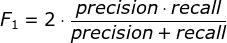 F₁ = 2 · (precision · recall) / (precision + recall)